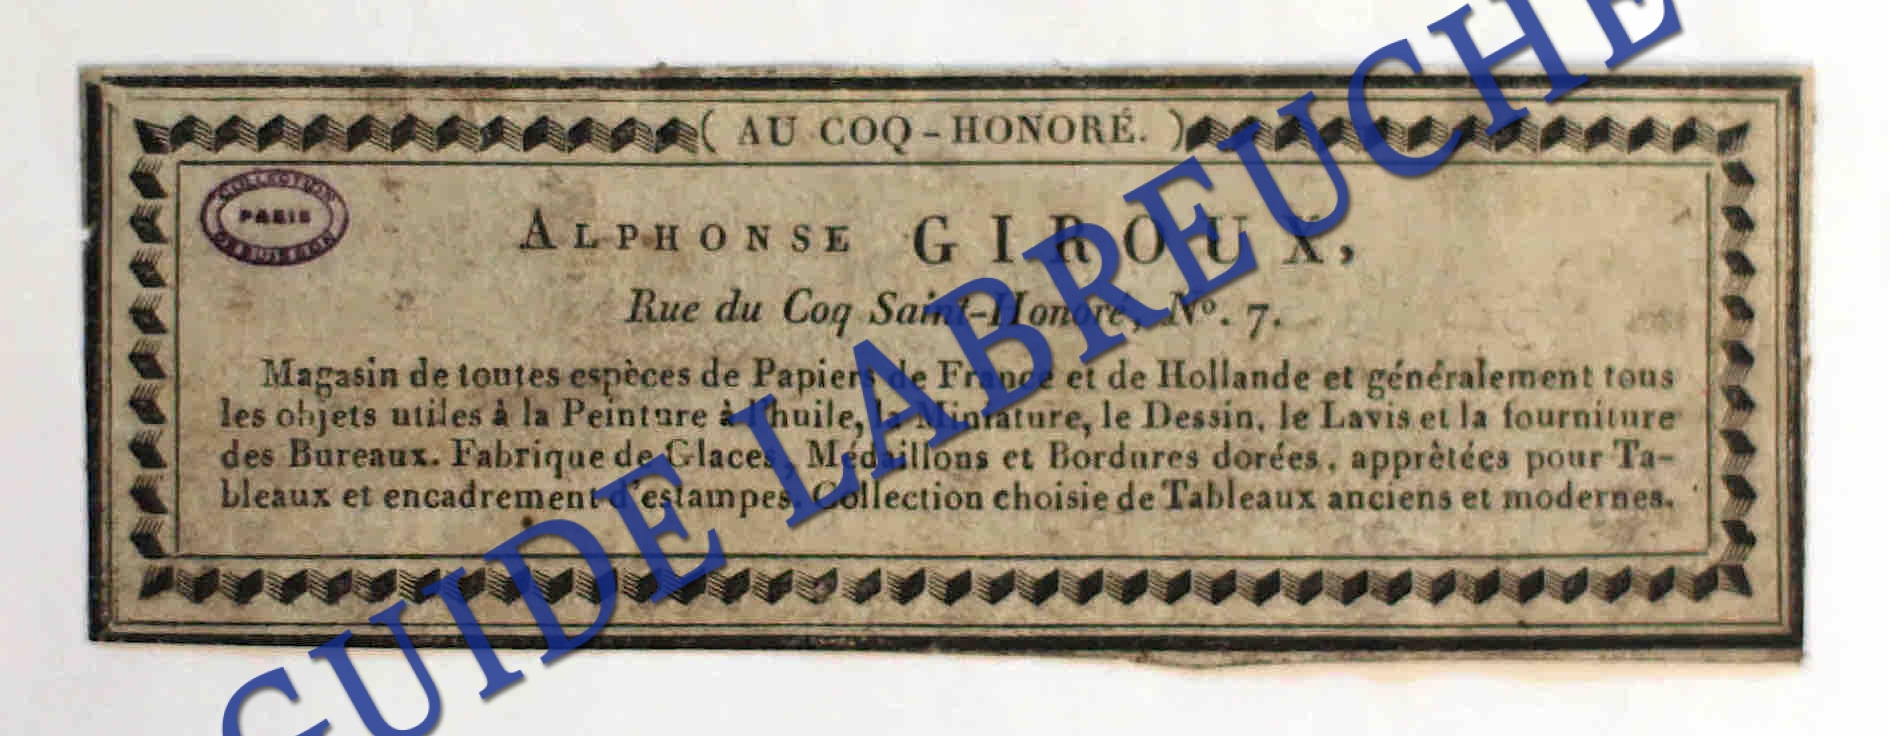 ( AU COQ-HONORÉ. )
COLLECTION
PARIS
ALPHONSE GIROUX,
Rue du Coq Saint-Honoré, Nº. 7.
Magasin de toutes espèces de Papiers de France et de Hollande et généralement tous
les objets utiles à la Peinture à l'huile, la Miniature, le Dessin, le Lavis et la fourniture
des Bureaux. Fabrique de Glaces, Médaillons et Bordures dorées, apprètées pour Ta-
bleaux et encadrement d'estampes. Collection choisie de Tableaux anciens et modernes.
GUIDE LABREUCHE